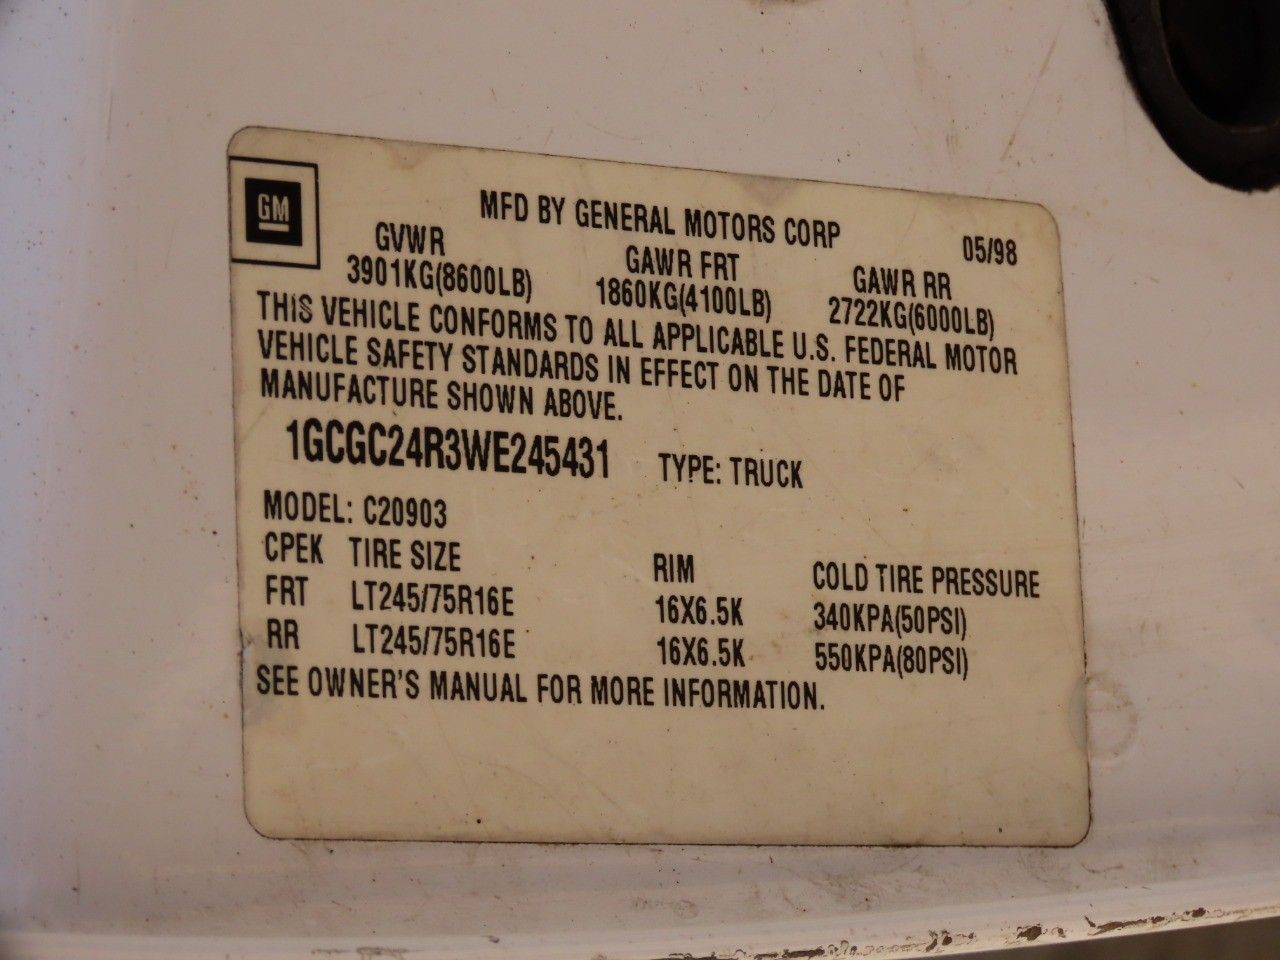 GM
MFD BY GENERAL MOTORS CORP 05/98
GVWR GAWR FRT GAWR RR
3901KG(8600LB) 1860KG(4100LB) 2722KG(6000LB)
THIS VEHICLE CONFORMS TO ALL APPLICABLE U.S. FEDERAL MOTOR
VEHICLE SAFETY STANDARDS IN EFFECT ON THE DATE OF
MANUFACTURE SHOWN ABOVE.
1GCGC24R3WE245431 TYPE: TRUCK
MODEL: C20903
CPEK TIRE SIZE RIM COLD TIRE PRESSURE
FRT LT245/75R16E 16X6.5K 340KPA(50PSI)
RR LT245/75R16E 16X6.5K 550KPA(80PSI)
SEE OWNER'S MANUAL FOR MORE INFORMATION.